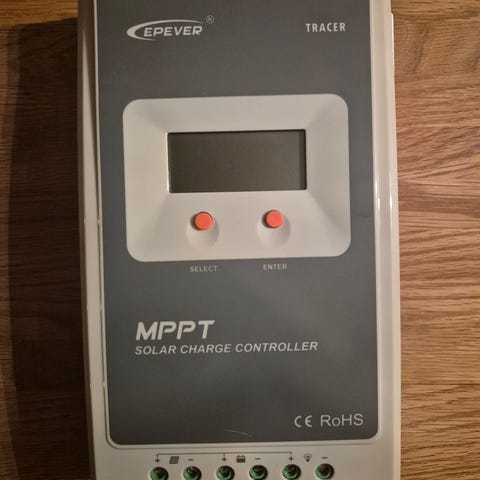 EPEVER ®
TRACER
SELECT
ENTER
MPPT
SOLAR CHARGE CONTROLLER
CE RoHS
+ - + - + -